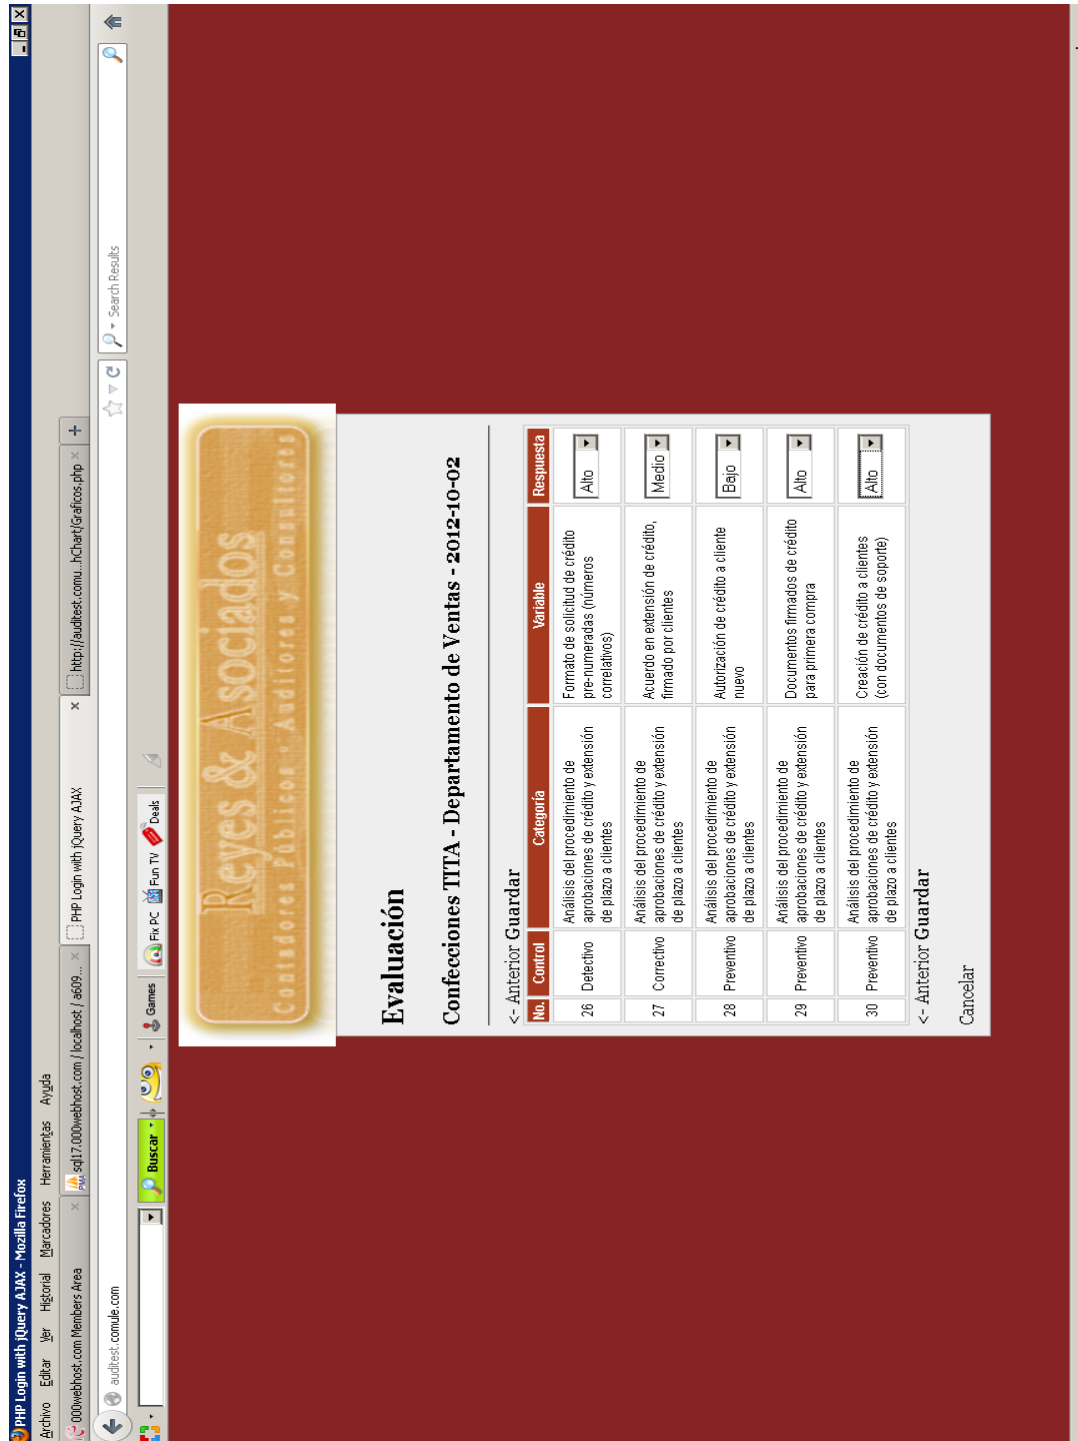 PHP Login with jQuery AJAX - Mozilla Firefox
Archivo Editar Ver Historial Marcadores Herramientas Ayuda
000webhost.com Members Area × sql17.000webhost.com / localhost / a609... × PHP Login with jQuery AJAX × http://auditest.comu...hChart/Graficos.php × +
auditest.comule.com Search Results
Buscar Games Fix PC Fun TV Deals
Reyes & Asociados
Contadores Públicos - Auditores y Consultores
Evaluación
Confecciones TITA - Departamento de Ventas - 2012-10-02
<- Anterior Guardar
No. Control Categoría Variable Respuesta
26 Detectivo Análisis del procedimiento de aprobaciones de crédito y extensión de plazo a clientes Formato de solicitud de crédito pre-numeradas (números correlativos) Alto
27 Correctivo Análisis del procedimiento de aprobaciones de crédito y extensión de plazo a clientes Acuerdo en extensión de crédito, firmado por clientes Medio
28 Preventivo Análisis del procedimiento de aprobaciones de crédito y extensión de plazo a clientes Autorización de crédito a cliente nuevo Bajo
29 Preventivo Análisis del procedimiento de aprobaciones de crédito y extensión de plazo a clientes Documentos firmados de crédito para primera compra Alto
30 Preventivo Análisis del procedimiento de aprobaciones de crédito y extensión de plazo a clientes Creación de crédito a clientes (con documentos de soporte) Alto
<- Anterior Guardar
Cancelar